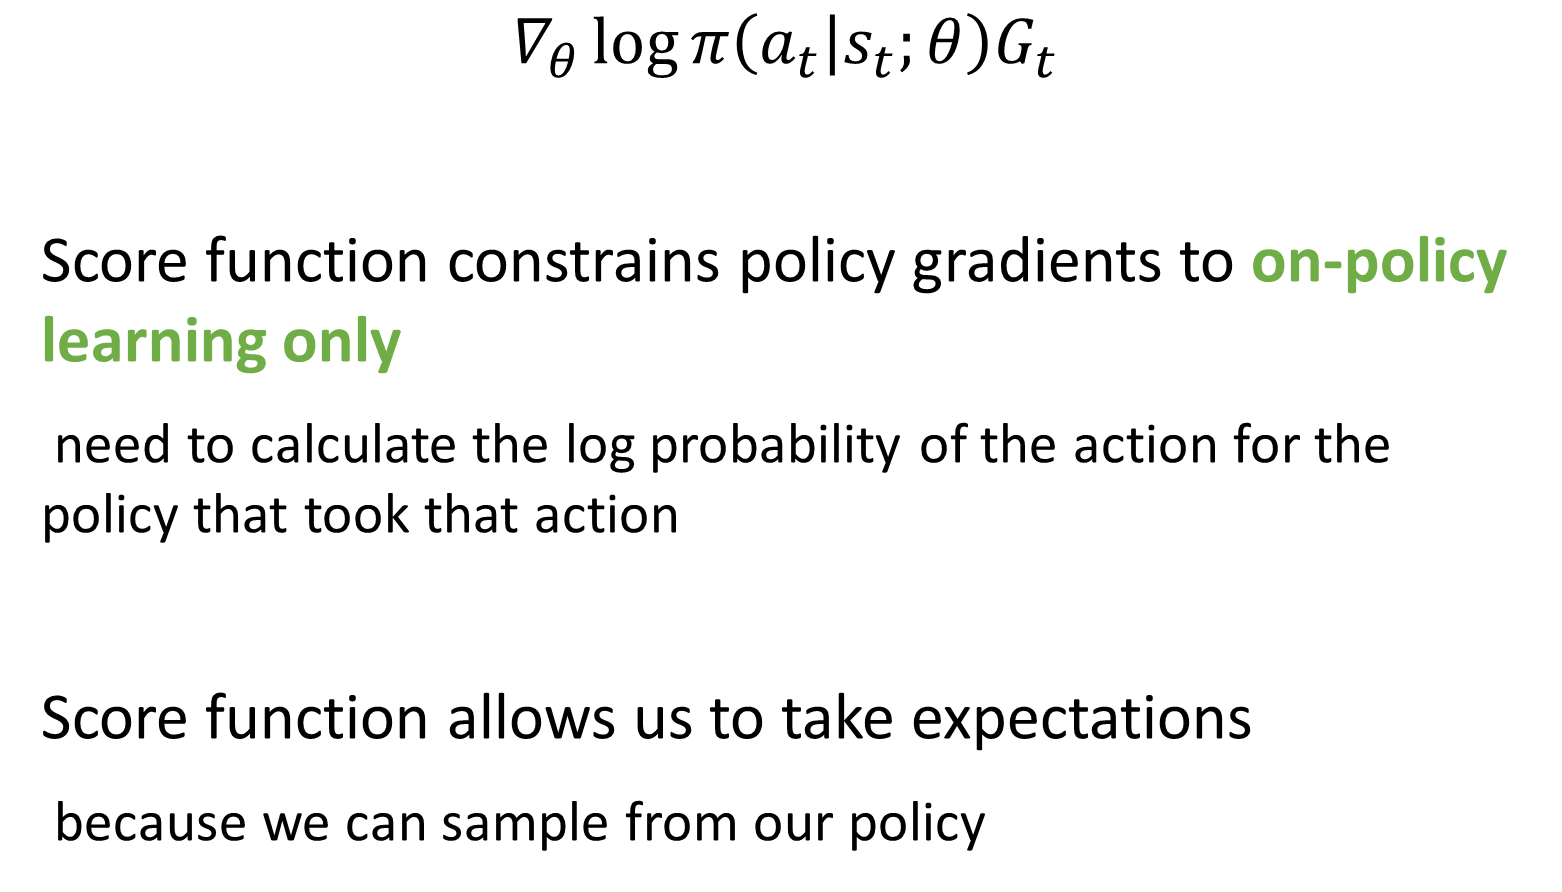 ∇θ log π(at|st; θ)Gt
Score function constrains policy gradients to on-policy
learning only
need to calculate the log probability of the action for the
policy that took that action
Score function allows us to take expectations
because we can sample from our policy